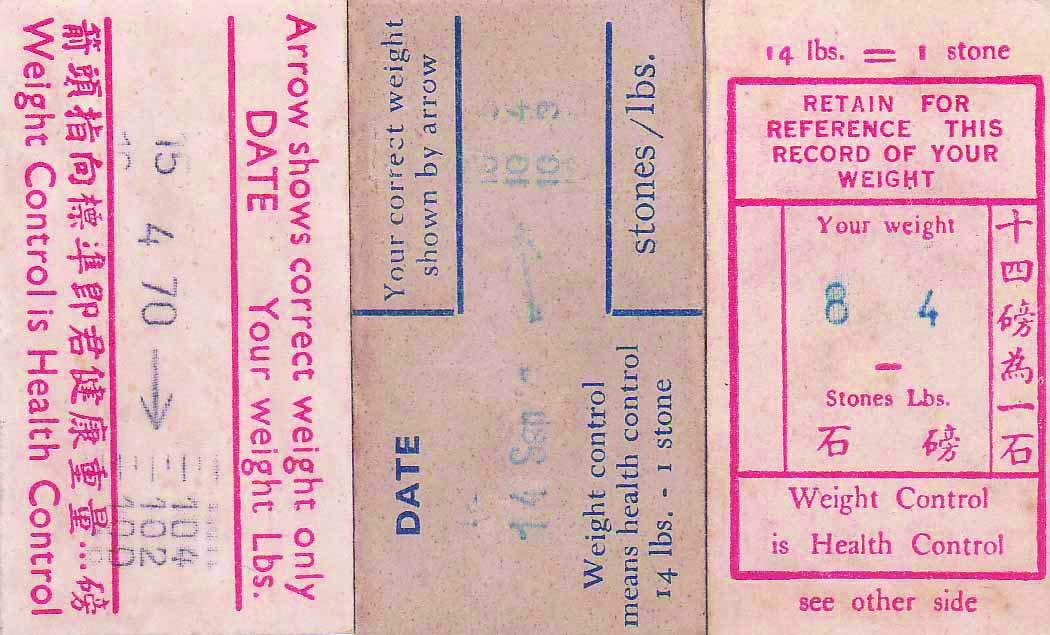 Arrow shows correct weight only
DATE Your weight Lbs.
104
15 4 70 → 102
100
箭頭指向標準即君健康重量...磅
Weight Control is Health Control
Your correct weight
shown by arrow
DATE
14 Sep
stones/lbs.
Weight control
means health control
14 lbs. - 1 stone
14 lbs. = 1 stone
RETAIN FOR
REFERENCE THIS
RECORD OF YOUR
WEIGHT
Your weight
8 4
Stones Lbs.
石 磅
十四磅為一石
Weight Control
is Health Control
see other side